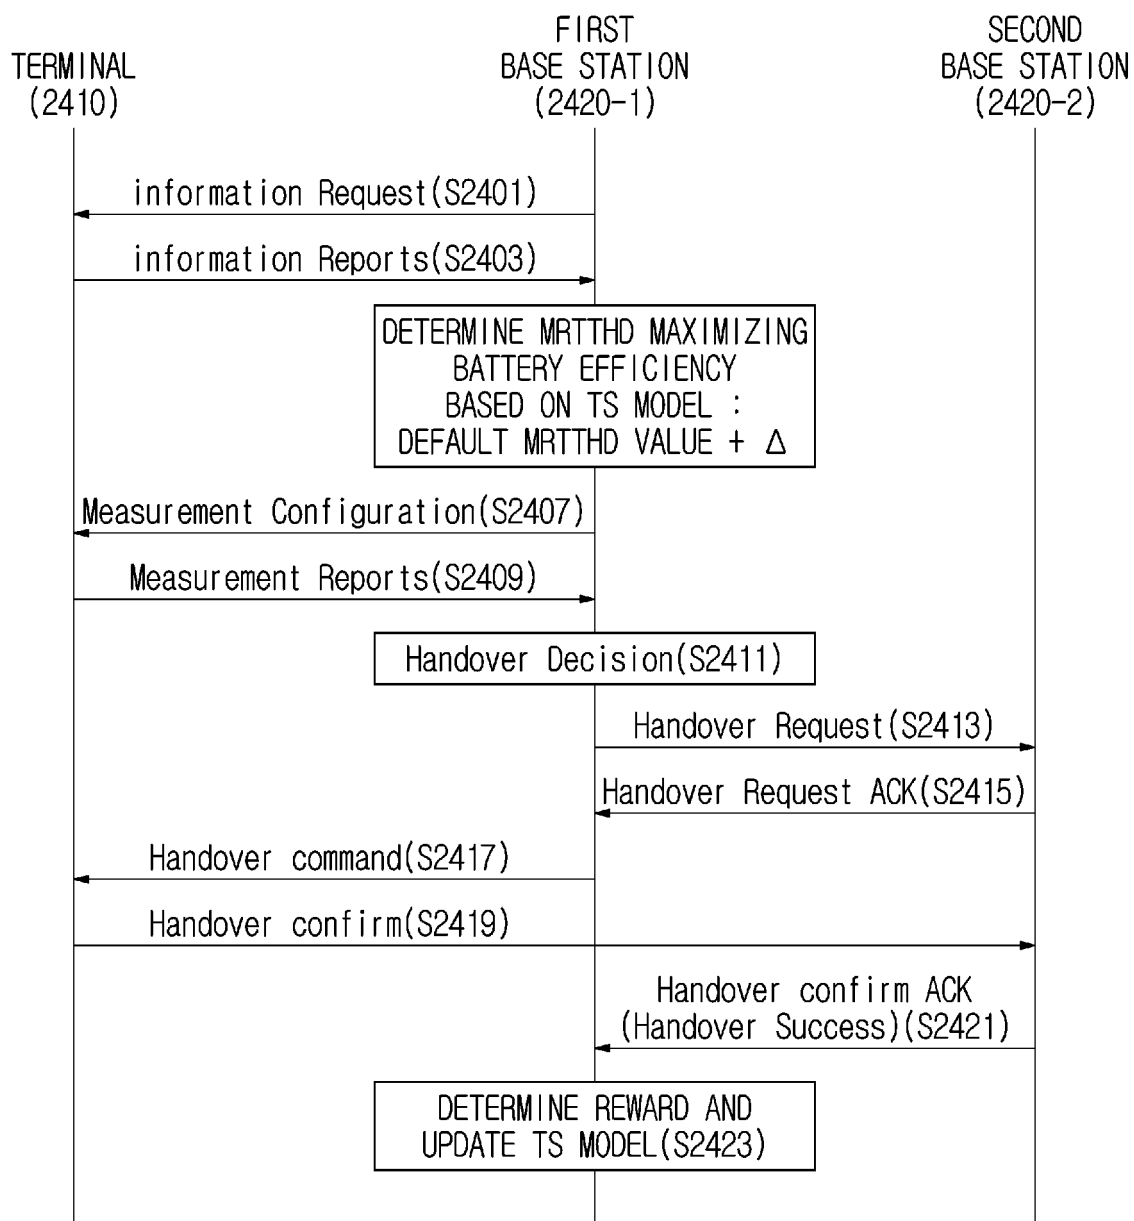 TERMINAL
(2410)
FIRST
BASE STATION
(2420-1)
SECOND
BASE STATION
(2420-2)
information Request(S2401)
information Reports(S2403)
DETERMINE MRTTHD MAXIMIZING
BATTERY EFFICIENCY
BASED ON TS MODEL :
DEFAULT MRTTHD VALUE + Δ
Measurement Configuration(S2407)
Measurement Reports(S2409)
Handover Decision(S2411)
Handover Request(S2413)
Handover Request ACK(S2415)
Handover command(S2417)
Handover confirm(S2419)
Handover confirm ACK
(Handover Success)(S2421)
DETERMINE REWARD AND
UPDATE TS MODEL(S2423)